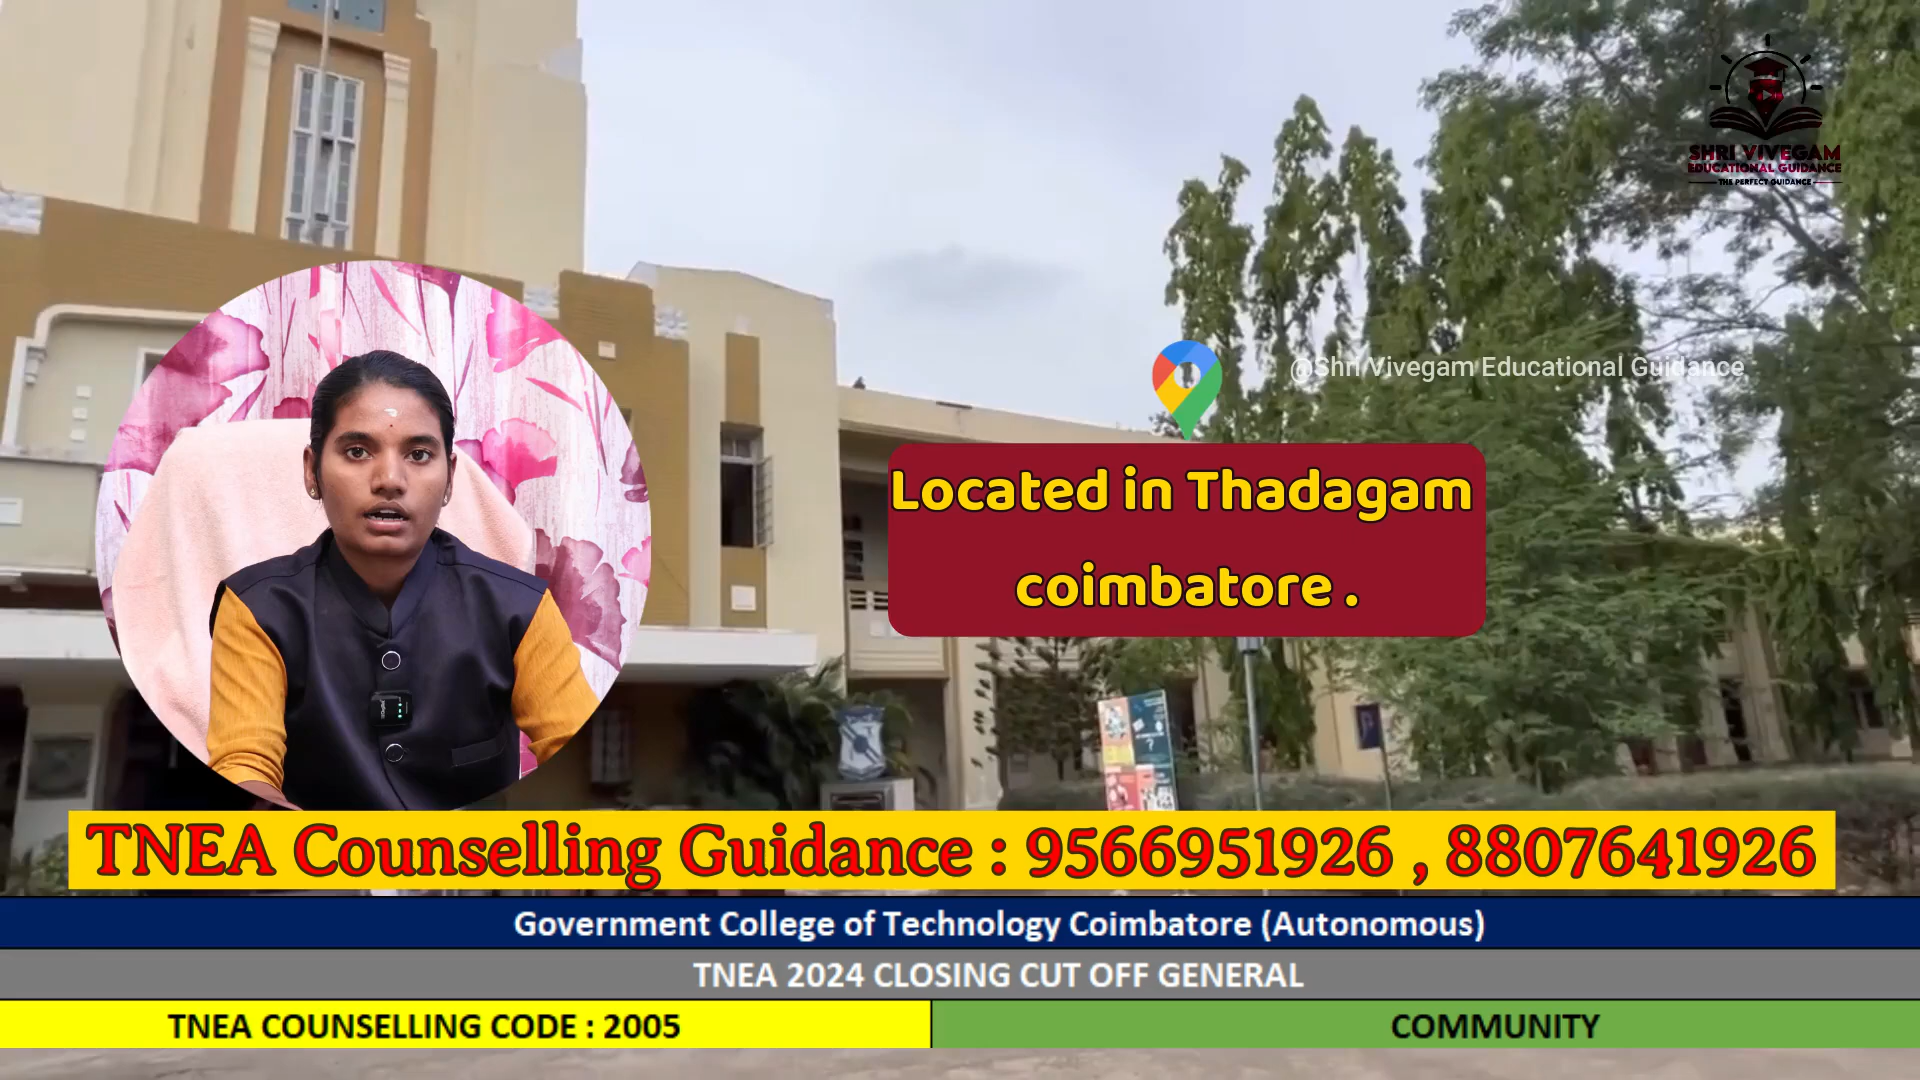 SHRI VIVEGAM
EDUCATIONAL GUIDANCE
THE PERFECT GUIDANCE
@Shri Vivegam Educational Guidance
Located in Thadagam
coimbatore .
TNEA Counselling Guidance : 9566951926 , 8807641926
Government College of Technology Coimbatore (Autonomous)
TNEA 2024 CLOSING CUT OFF GENERAL
TNEA COUNSELLING CODE : 2005
COMMUNITY